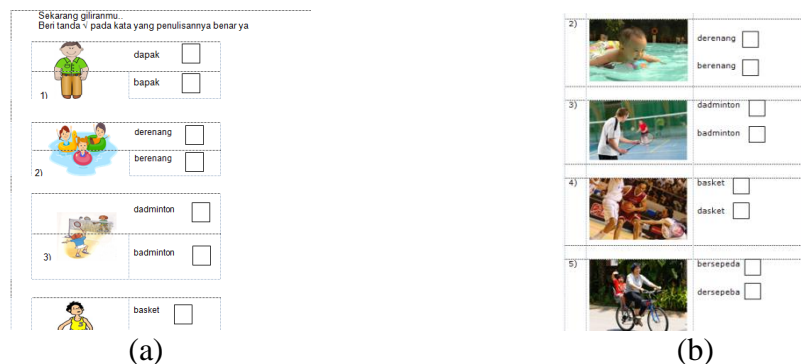 Sekarang giliranmu..
Beri tanda √ pada kata yang penulisannya benar ya
dapak
bapak
1)
derenang
berenang
2)
dadminton
badminton
3)
basket
(a)
2)
derenang
berenang
3)
dadminton
badminton
4)
basket
dasket
5)
bersepeda
dersepeba
(b)